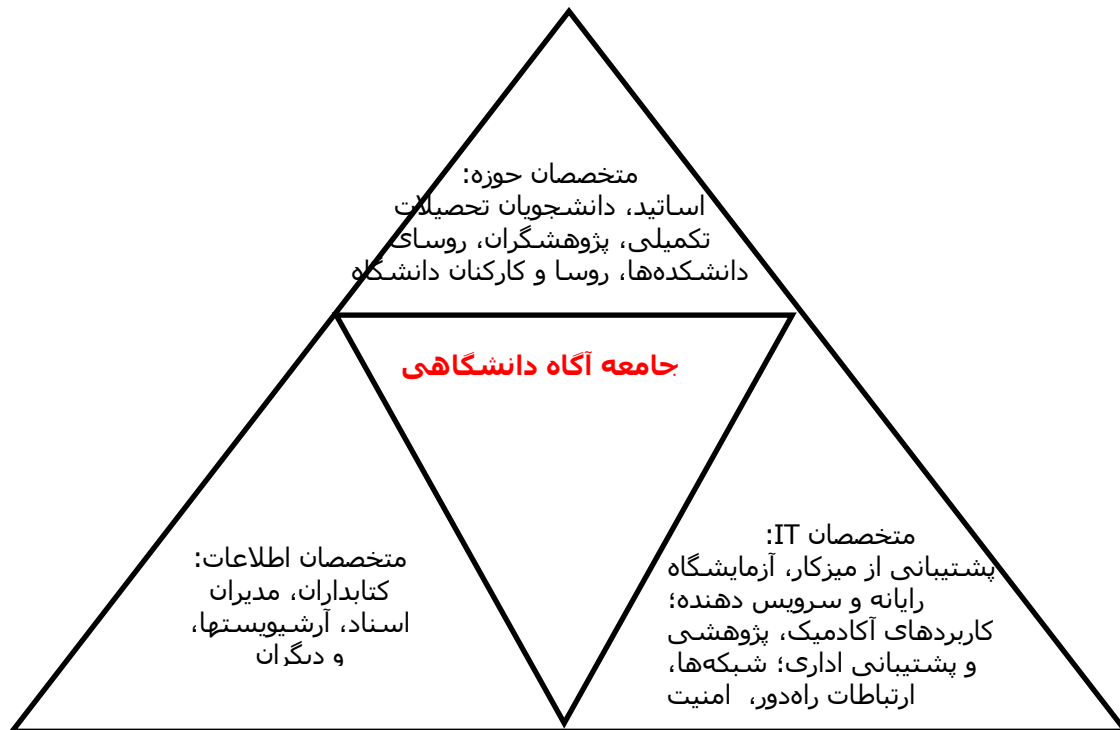 متخصصان حوزه:
اساتید، دانشجویان تحصیلات
تکمیلی، پژوهشگران، روسای
دانشکده‌ها، روسا و کارکنان دانشگاه
جامعه آگاه دانشگاهی
متخصصان اطلاعات:
کتابداران، مدیران
اسناد، آرشیویستها،
و دیگران
متخصصان IT:
پشتیبانی از میزکار، آزمایشگاه
رایانه و سرویس دهنده؛
کاربردهای آکادمیک، پژوهشی
و پشتیبانی اداری؛ شبکه‌ها،
ارتباطات راه‌دور، امنیت